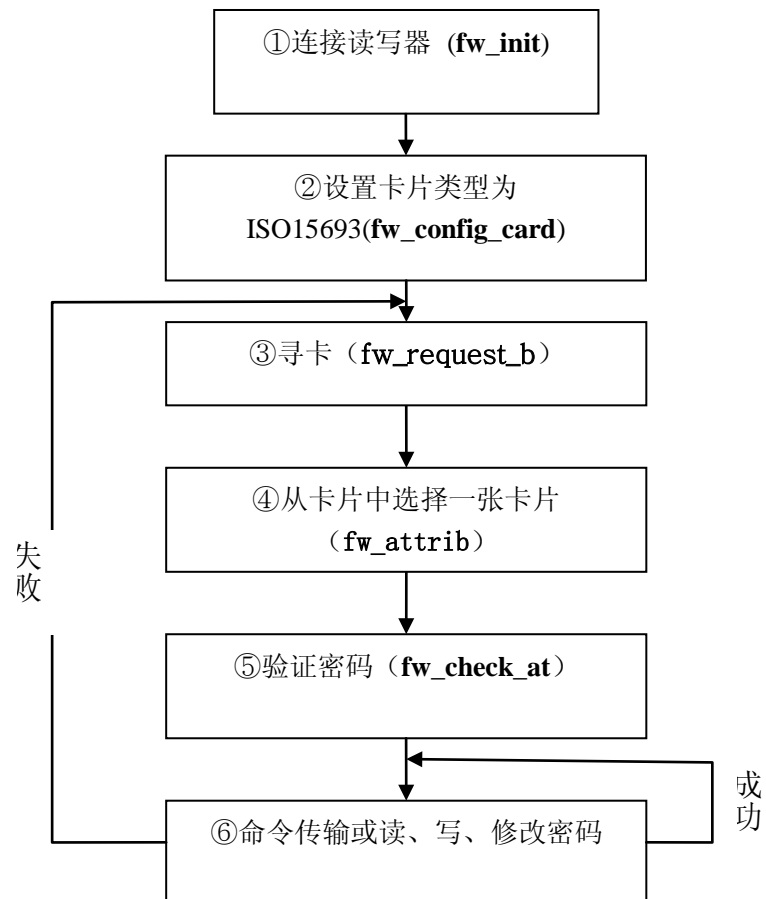 ①连接读写器 (fw_init)
②设置卡片类型为
ISO15693(fw_config_card)
③寻卡（fw_request_b）
④从卡片中选择一张卡片
（fw_attrib）
失
败
⑤验证密码（fw_check_at）
成
功
⑥命令传输或读、写、修改密码